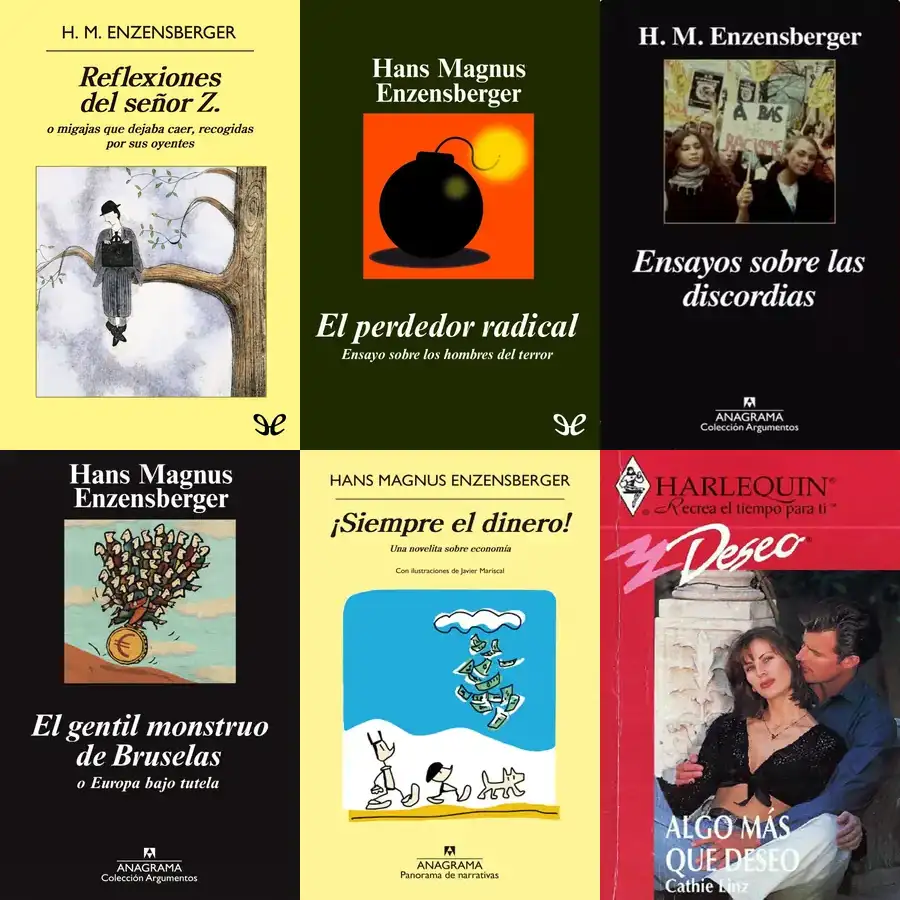 H. M. ENZENSBERGER
Reflexiones
del señor Z.
o migajas que dejaba caer, recogidas
por sus oyentes
Hans Magnus
Enzensberger
El perdedor radical
Ensayo sobre los hombres del terror
H. M. Enzensberger
A BAS
RACISME
Ensayos sobre las
discordias
ANAGRAMA
Colección Argumentos
Hans Magnus
Enzensberger
€
El gentil monstruo
de Bruselas
o Europa bajo tutela
ANAGRAMA
Colección Argumentos
HANS MAGNUS ENZENSBERGER
¡Siempre el dinero!
Una novelita sobre economía
Con ilustraciones de Javier Mariscal
ANAGRAMA
Panorama de narrativas
HARLEQUIN®
Recrea el tiempo para ti™
Deseo®
ALGO MÁS
QUE DESEO
Cathie Linz